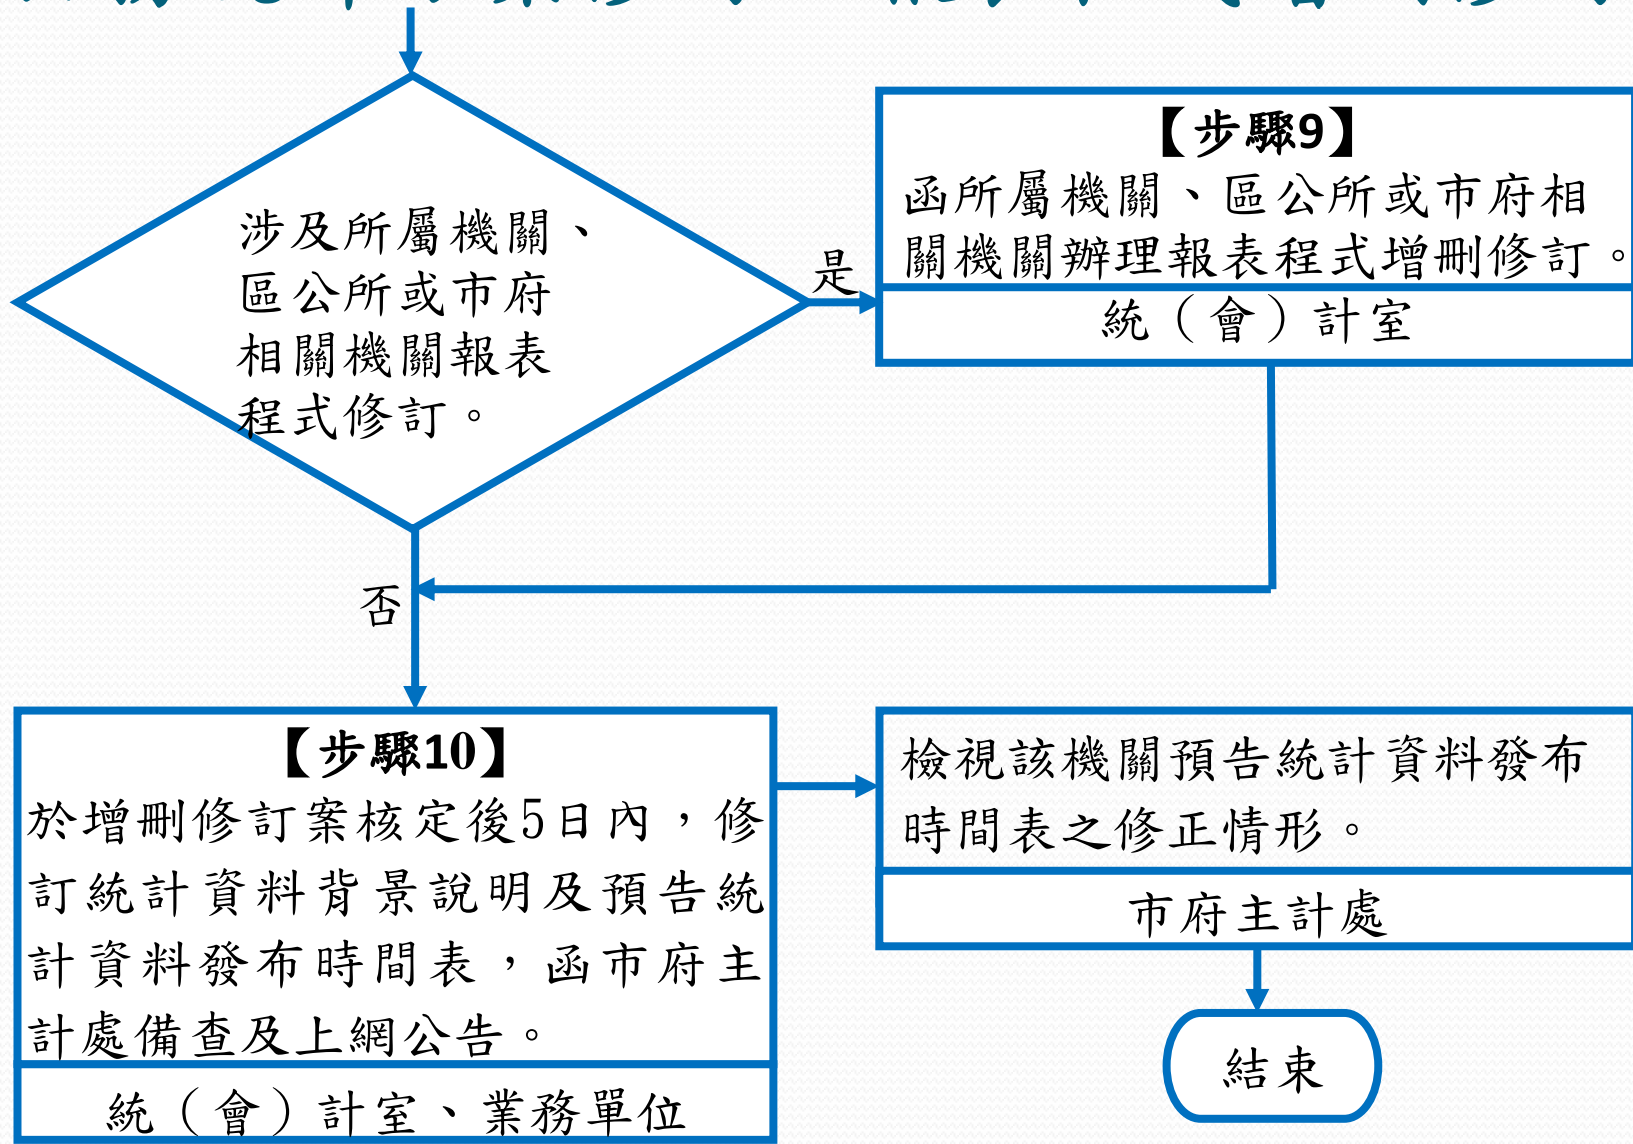 涉及所屬機關、
區公所或市府
相關機關報表
程式修訂。
是
【步驟9】
函所屬機關、區公所或市府相
關機關辦理報表程式增刪修訂。
統（會）計室
否
【步驟10】
於增刪修訂案核定後5日內，修
訂統計資料背景說明及預告統
計資料發布時間表，函市府主
計處備查及上網公告。
統（會）計室、業務單位
檢視該機關預告統計資料發布
時間表之修正情形。
市府主計處
結束